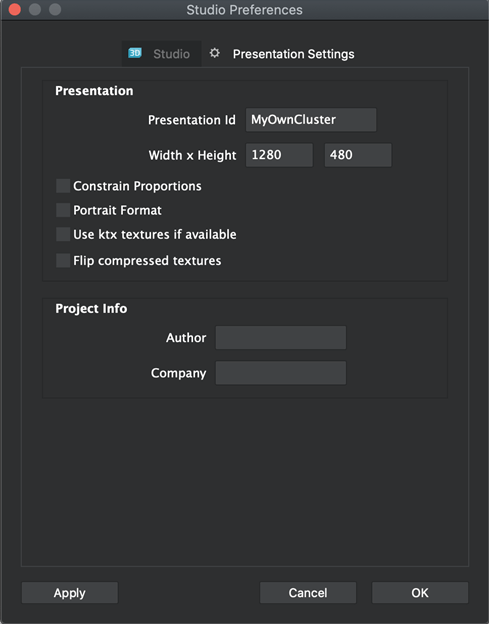 Studio Preferences
3D Studio Presentation Settings
Presentation
Presentation Id MyOwnCluster
Width x Height 1280 480
Constrain Proportions
Portrait Format
Use ktx textures if available
Flip compressed textures
Project Info
Author
Company
Apply Cancel OK